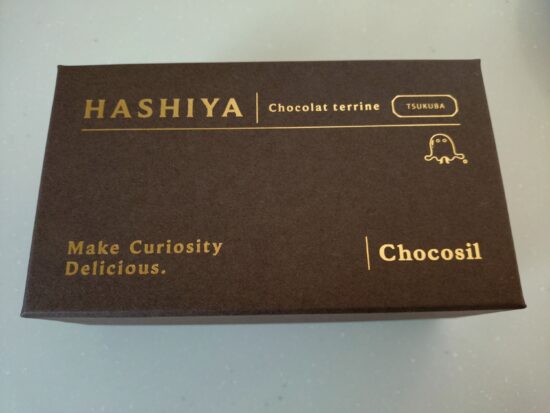 HASHIYA Chocolat terrine TSUKUBA
Make Curiosity
Delicious.
Chocosil